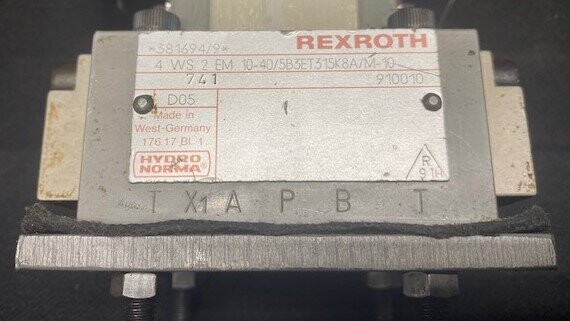 *381694/9* REXROTH
4 WS 2 EM 10-40/5B3ET315K8A/M-10
741 910010
D05
Made in
West-Germany
176 17 Bl. 1
HYDRO
NORMA
R
91H
T X1 A P B T